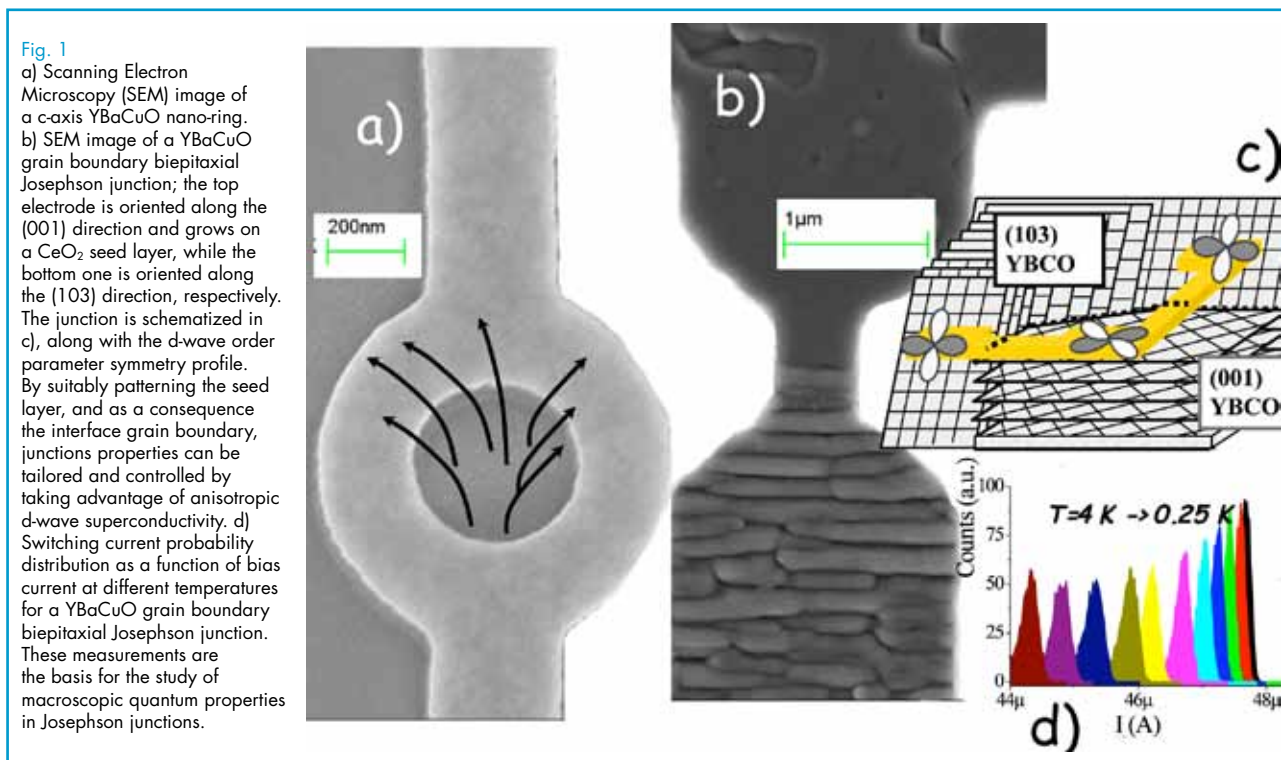 Fig. 1
a) Scanning Electron
Microscopy (SEM) image of
a c-axis YBaCuO nano-ring.
b) SEM image of a YBaCuO
grain boundary biepitaxial
Josephson junction; the top
electrode is oriented along the
(001) direction and grows on
a CeO₂ seed layer, while the
bottom one is oriented along
the (103) direction, respectively.
The junction is schematized in
c), along with the d-wave order
parameter symmetry profile.
By suitably patterning the seed
layer, and as a consequence
the interface grain boundary,
junctions properties can be
tailored and controlled by
taking advantage of anisotropic
d-wave superconductivity. d)
Switching current probability
distribution as a function of bias
current at different temperatures
for a YBaCuO grain boundary
biepitaxial Josephson junction.
These measurements are
the basis for the study of
macroscopic quantum properties
in Josephson junctions.
a)
200nm
b)
1µm
c)
(103)
YBCO
(001)
YBCO
T=4 K ->0.25 K
Counts (a.u.)
100
75
50
25
0
44µ
46µ
48µ
I (A)
d)